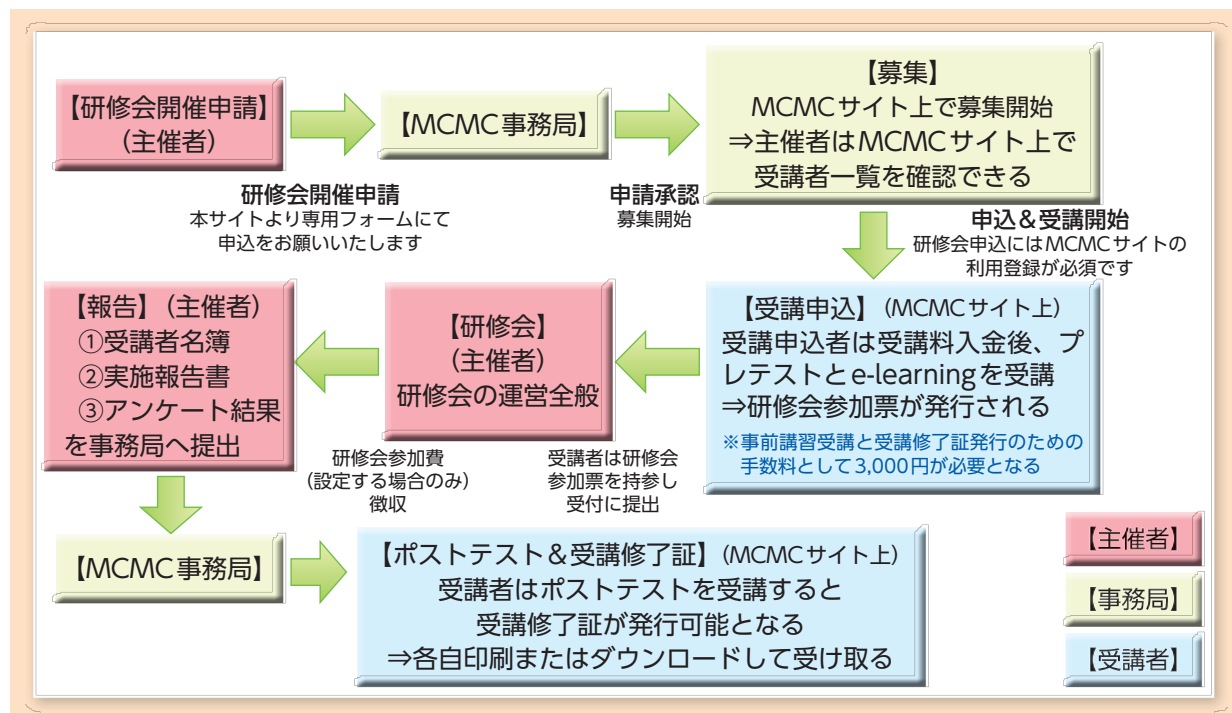 【研修会開催申請】
（主催者）
【MCMC事務局】
【募集】
MCMCサイト上で募集開始
⇒主催者はMCMCサイト上で
受講者一覧を確認できる
研修会開催申請
本サイトより専用フォームにて
申込をお願いいたします
申請承認
募集開始
申込&受講開始
研修会申込にはMCMCサイトの
利用登録が必須です
【受講申込】（MCMCサイト上）
受講申込者は受講料入金後、プ
レテストとe-learningを受講
⇒研修会参加票が発行される
※事前講習受講と受講修了証発行のための
手数料として3,000円が必要となる
【研修会】
（主催者）
研修会の運営全般
受講者は研修会
参加票を持参し
受付に提出
【報告】（主催者）
①受講者名簿
②実施報告書
③アンケート結果
を事務局へ提出
研修会参加費
（設定する場合のみ）
徴収
【MCMC事務局】
【ポストテスト&受講修了証】（MCMCサイト上）
受講者はポストテストを受講すると
受講修了証が発行可能となる
⇒各自印刷またはダウンロードして受け取る
【主催者】
【事務局】
【受講者】